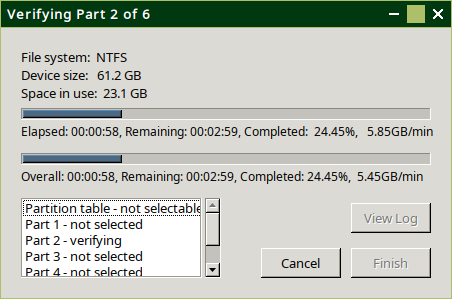 Verifying Part 2 of 6
File system: NTFS
Device size: 61.2 GB
Space in use: 23.1 GB
Elapsed: 00:00:58, Remaining: 00:02:59, Completed: 24.45%, 5.85GB/min
Overall: 00:00:58, Remaining: 00:02:59, Completed: 24.45%, 5.45GB/min
Partition table - not selectable
Part 1 - not selected
Part 2 - verifying
Part 3 - not selected
Part 4 - not selected
View Log
Cancel
Finish